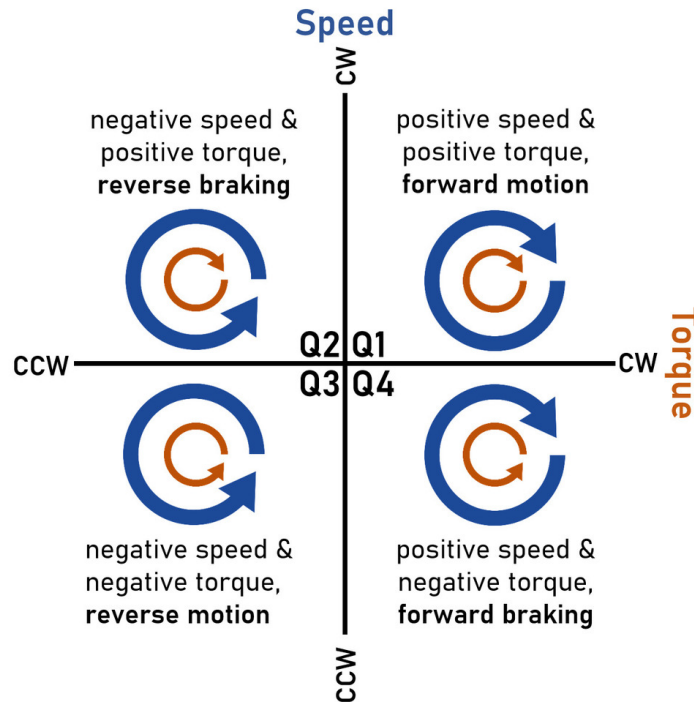 Speed
CW
negative speed &
positive torque,
reverse braking
positive speed &
positive torque,
forward motion
Q2 Q1
CCW
CW
Torque
Q3 Q4
negative speed &
negative torque,
reverse motion
positive speed &
negative torque,
forward braking
CCW